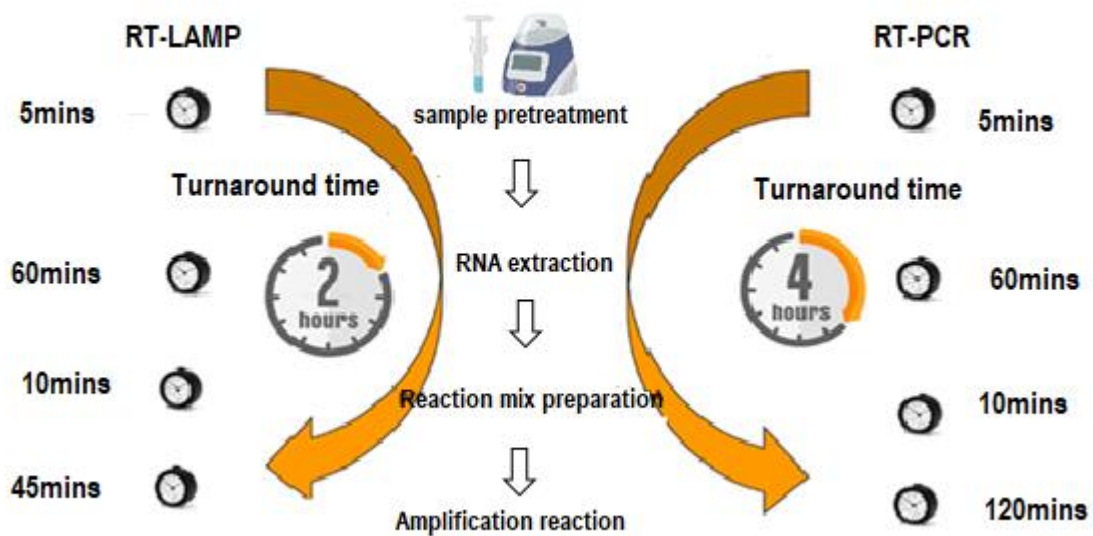 RT-LAMP
RT-PCR
5mins
sample pretreatment
5mins
Turnaround time
Turnaround time
60mins
2
hours
RNA extraction
4
hours
60mins
10mins
Reaction mix preparation
10mins
45mins
Amplification reaction
120mins